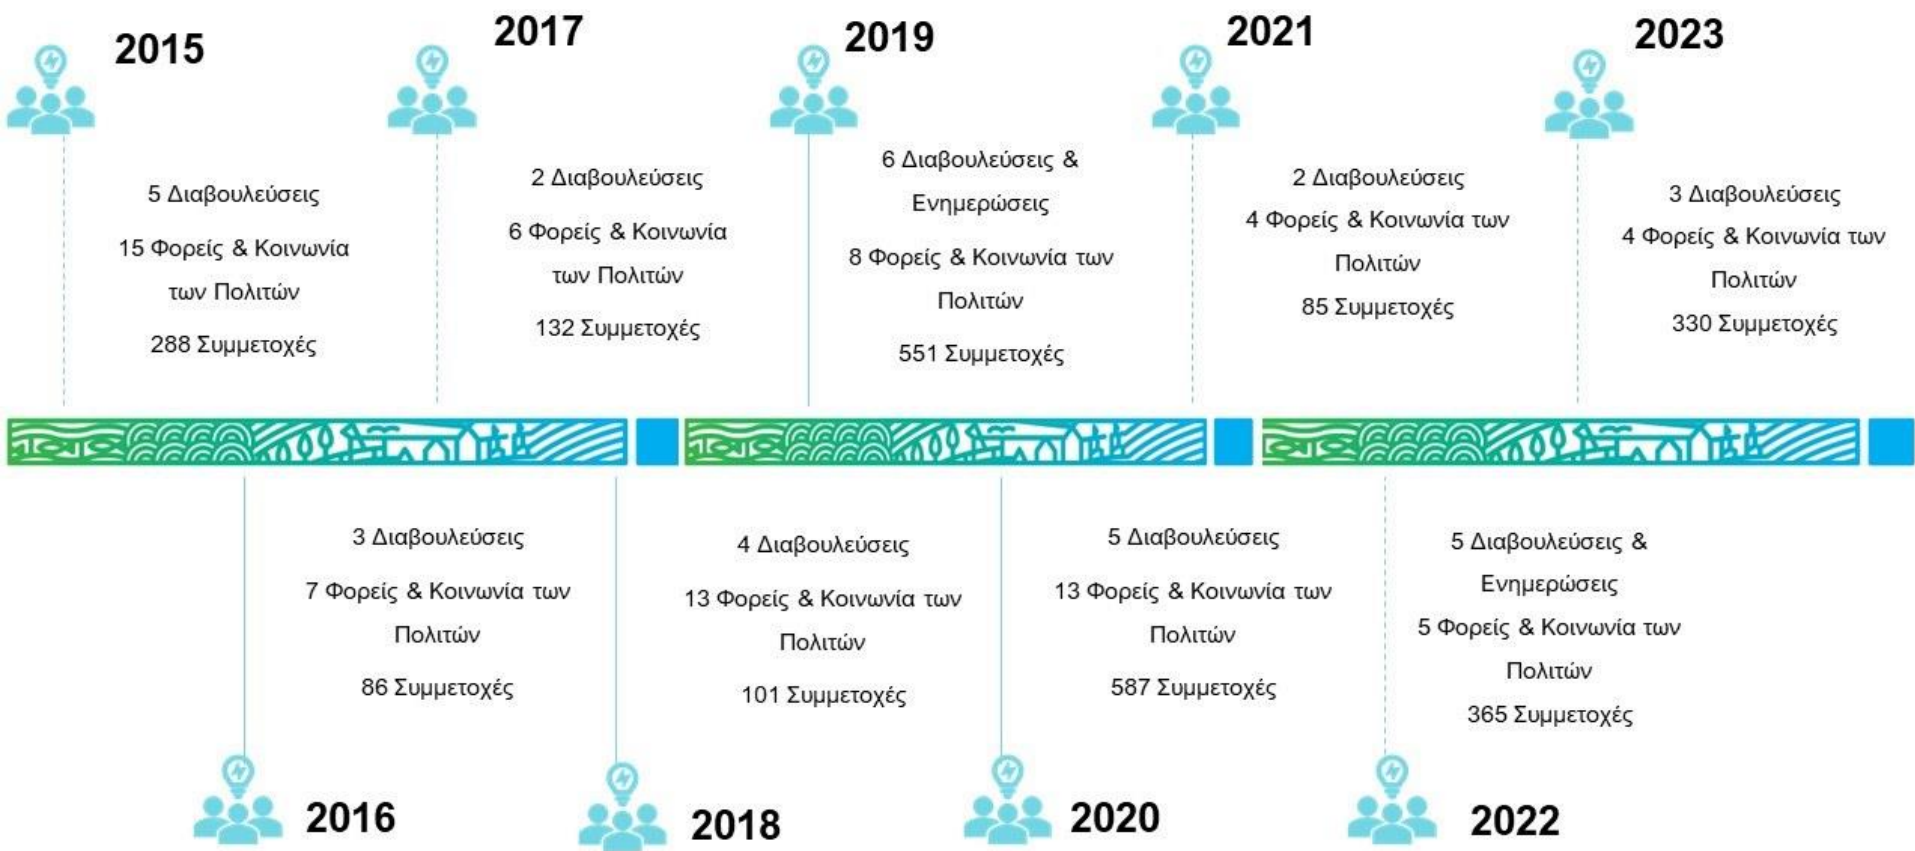 2015
5 Διαβουλεύσεις
15 Φορείς & Κοινωνία
των Πολιτών
288 Συμμετοχές
2017
2 Διαβουλεύσεις
6 Φορείς & Κοινωνία
των Πολιτών
132 Συμμετοχές
2019
6 Διαβουλεύσεις &
Ενημερώσεις
8 Φορείς & Κοινωνία των
Πολιτών
551 Συμμετοχές
2021
2 Διαβουλεύσεις
4 Φορείς & Κοινωνία των
Πολιτών
85 Συμμετοχές
2023
3 Διαβουλεύσεις
4 Φορείς & Κοινωνία των
Πολιτών
330 Συμμετοχές
3 Διαβουλεύσεις
7 Φορείς & Κοινωνία των
Πολιτών
86 Συμμετοχές
2016
4 Διαβουλεύσεις
13 Φορείς & Κοινωνία των
Πολιτών
101 Συμμετοχές
2018
5 Διαβουλεύσεις
13 Φορείς & Κοινωνία των
Πολιτών
587 Συμμετοχές
2020
5 Διαβουλεύσεις &
Ενημερώσεις
5 Φορείς & Κοινωνία των
Πολιτών
365 Συμμετοχές
2022